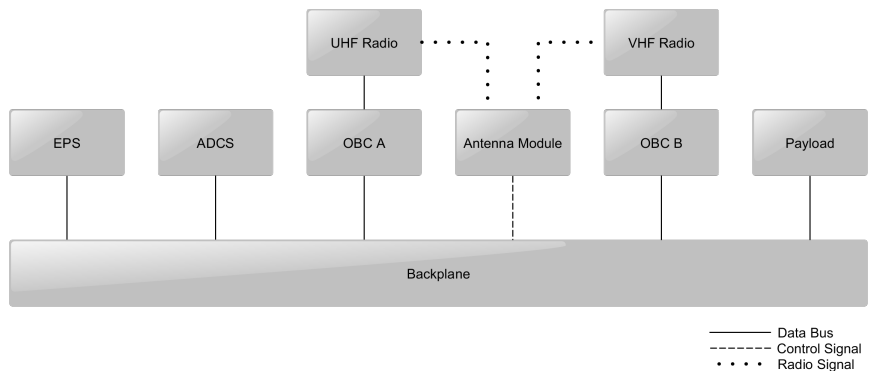 UHF Radio
VHF Radio
EPS
ADCS
OBC A
Antenna Module
OBC B
Payload
Backplane
Data Bus
Control Signal
Radio Signal